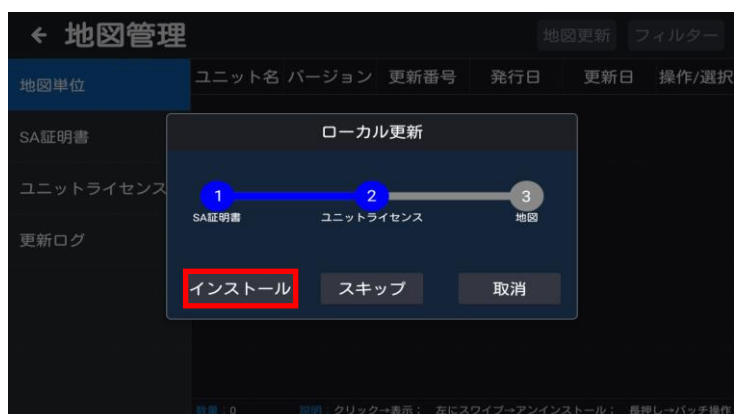 ← 地図管理 地図更新 フィルター
地図単位 ユニット名 バージョン 更新番号 発行日 更新日 操作/選択
SA証明書
ユニットライセンス
更新ログ
ローカル更新
1 2 3
SA証明書 ユニットライセンス 地図
インストール スキップ 取消
数量 0 説明 クリック→表示； 左にスワイプ→アンインストール； 長押し→バッチ操作